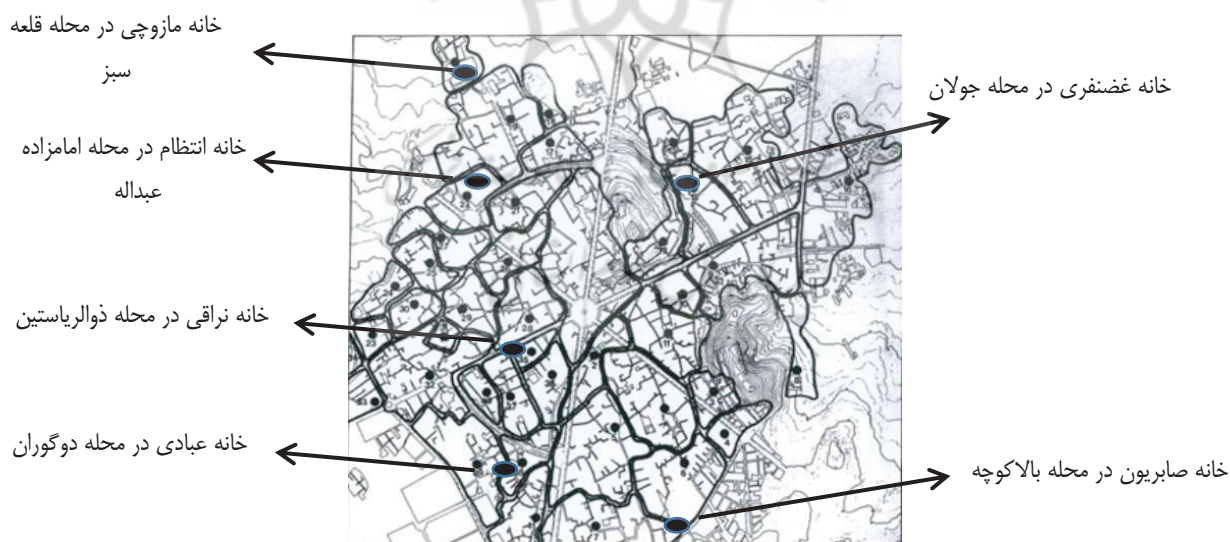 خانه مازوچی در محله قلعه
سبز
خانه غضنفری در محله جولان
خانه انتظام در محله امامزاده
عبداله
خانه نراقی در محله ذوالریاستین
خانه عبادی در محله دوگوران
خانه صابریون در محله بالاکوچه